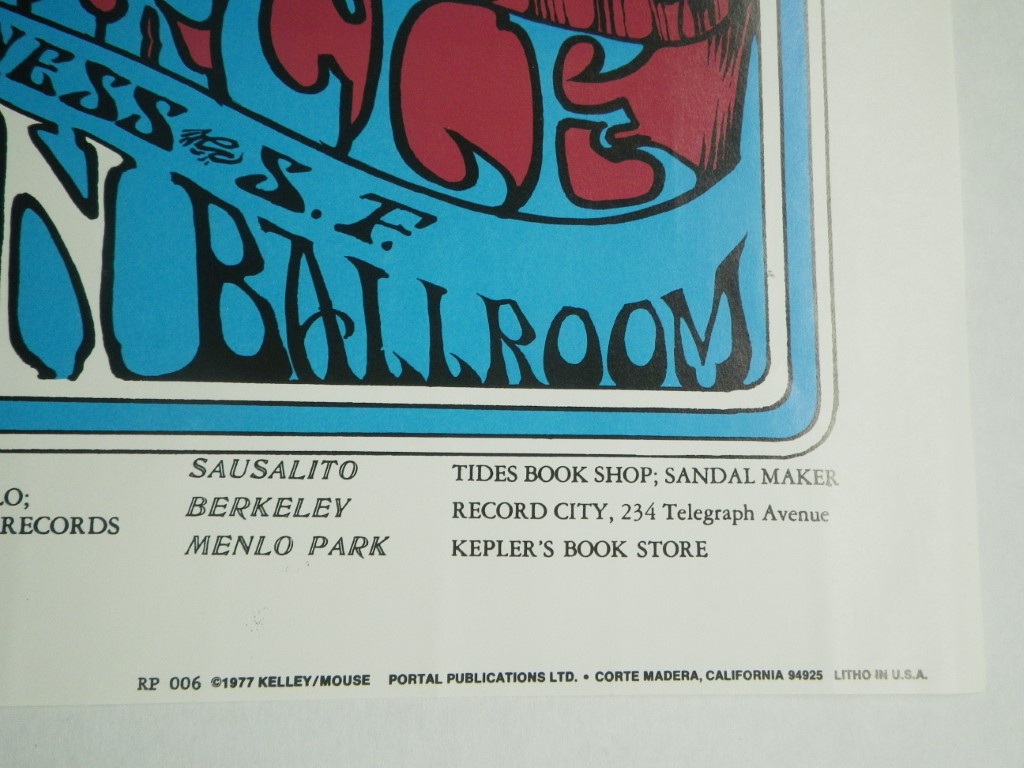 NESS S. F.
N BALLROOM
SAUSALITO TIDES BOOK SHOP; SANDAL MAKER
LO; BERKELEY RECORD CITY, 234 Telegraph Avenue
RECORDS MENLO PARK KEPLER'S BOOK STORE
RP 006 ©1977 KELLEY/MOUSE PORTAL PUBLICATIONS LTD. • CORTE MADERA, CALIFORNIA 94925 LITHO IN U.S.A.